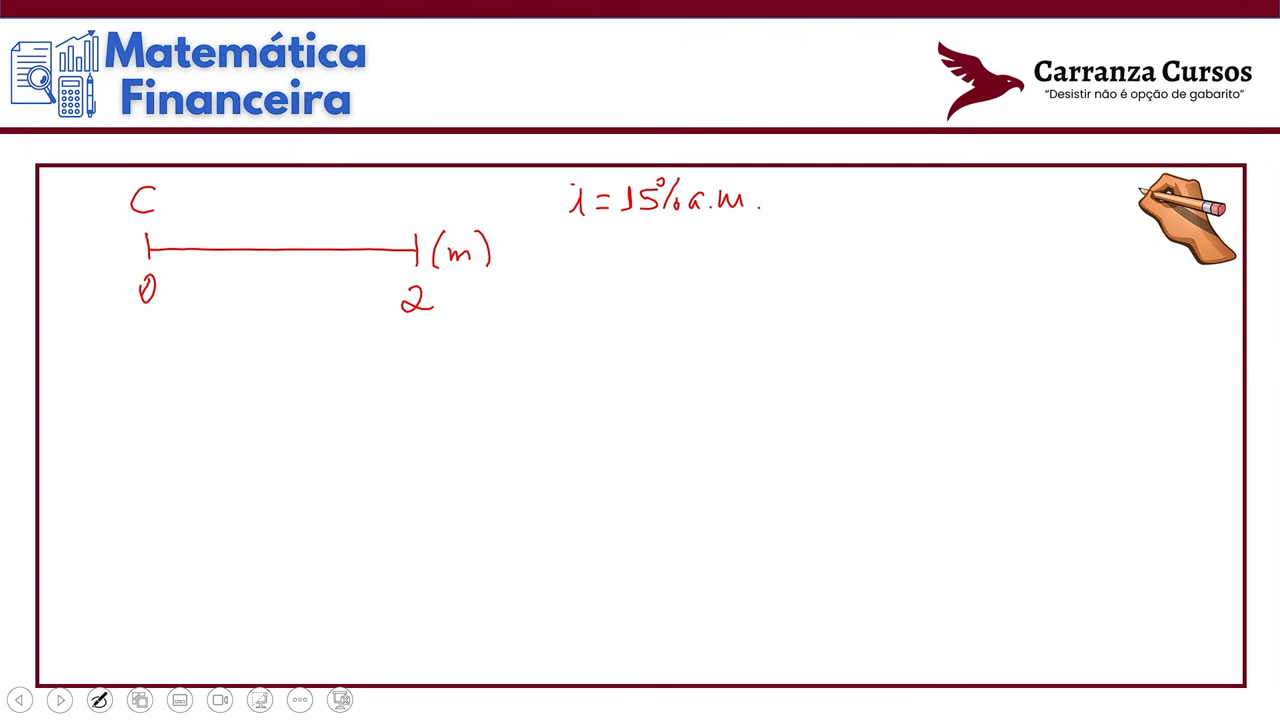 Matemática
Financeira
Carranza Cursos
“Desistir não é opção de gabarito”
C
i = 15% a.m.
(m)
0
2